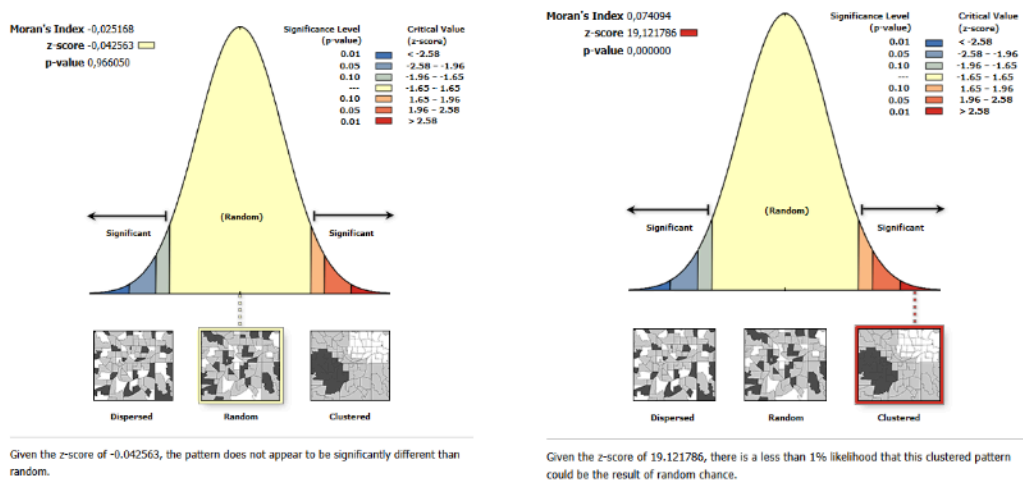 Moran's Index -0,025168
z-score -0,042563
p-value 0,966050
Significance Level (p-value)
Critical Value (z-score)
0.01 < -2.58
0.05 -2.58 - -1.96
0.10 -1.96 - -1.65
--- -1.65 - 1.65
0.10 1.65 - 1.96
0.05 1.96 - 2.58
0.01 > 2.58
(Random)
Significant
Significant
Dispersed
Random
Clustered
Given the z-score of -0.042563, the pattern does not appear to be significantly different than
random.
Moran's Index 0,074094
z-score 19,121786
p-value 0,000000
Significance Level (p-value)
Critical Value (z-score)
0.01 < -2.58
0.05 -2.58 - -1.96
0.10 -1.96 - -1.65
--- -1.65 - 1.65
0.10 1.65 - 1.96
0.05 1.96 - 2.58
0.01 > 2.58
(Random)
Significant
Significant
Dispersed
Random
Clustered
Given the z-score of 19.121786, there is a less than 1% likelihood that this clustered pattern
could be the result of random chance.